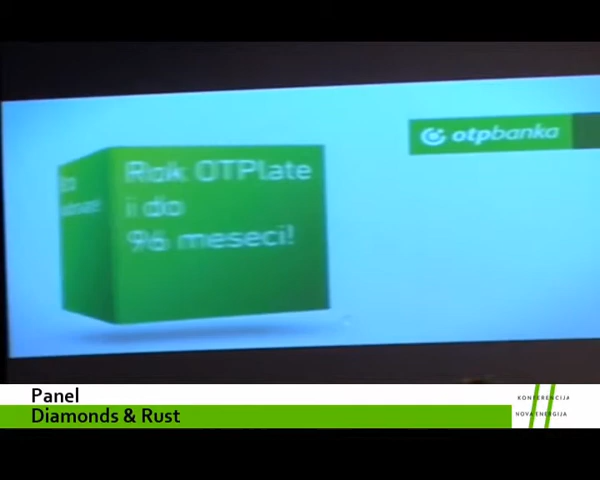 otpbanka
Rok OTPlate
i do
96 meseci!
Panel
Diamonds & Rust
KONFERENCIJA
NOVA ENERGIJA